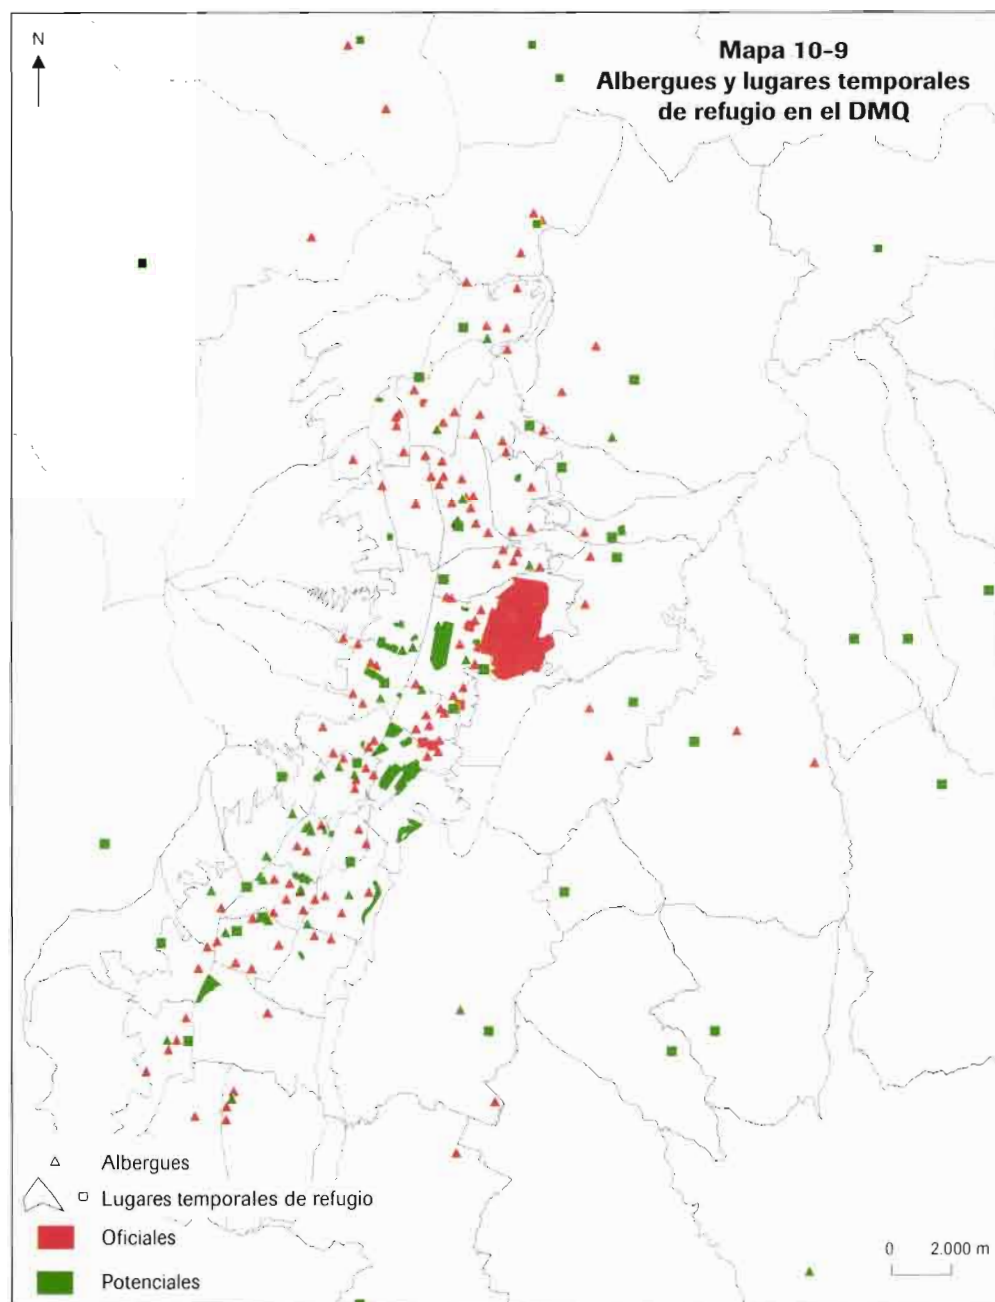 N
Mapa 10-9
Albergues y lugares temporales
de refugio en el DMQ
Albergues
Lugares temporales de refugio
Oficiales
Potenciales
0 2.000 m